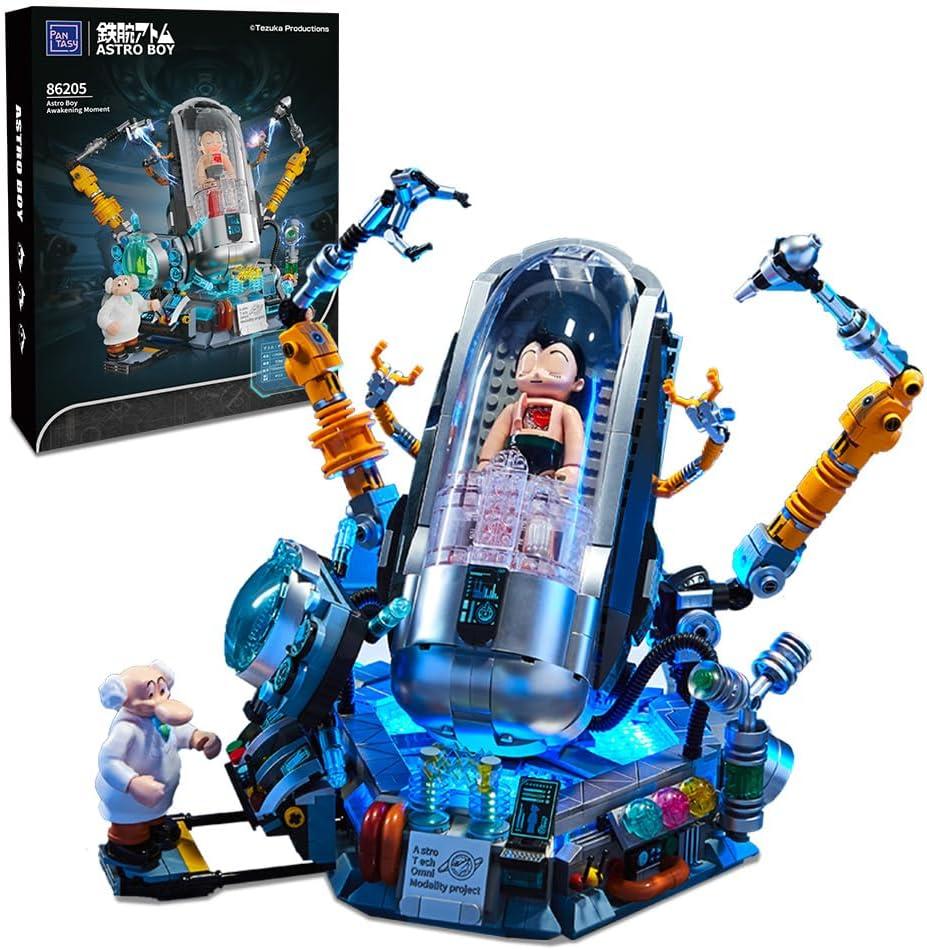 PAN
TASY
鉄腕アトム
ASTRO BOY
©Tezuka Productions
86205
Astro Boy
Awakening Moment
ASTRO BOY
Astro
Tech
Omni
Modality project